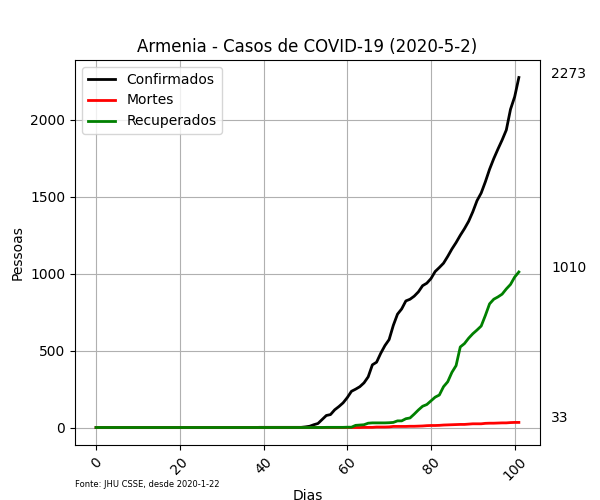 Armenia - Casos de COVID-19 (2020-5-2)
Confirmados
Mortes
Recuperados
2273
1010
33
Pessoas
2000
1500
1000
500
0
0
20
40
60
80
100
Fonte: JHU CSSE, desde 2020-1-22
Dias